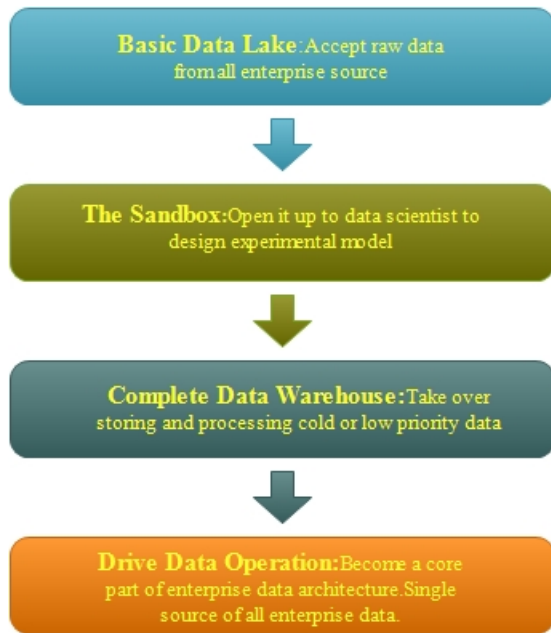 Basic Data Lake:Accept raw data
from all enterprise source
The Sandbox:Open it up to data scientist to
design experimental model
Complete Data Warehouse:Take over
storing and processing cold or low priority data
Drive Data Operation:Become a core
part of enterprise data architecture.Single
source of all enterprise data.